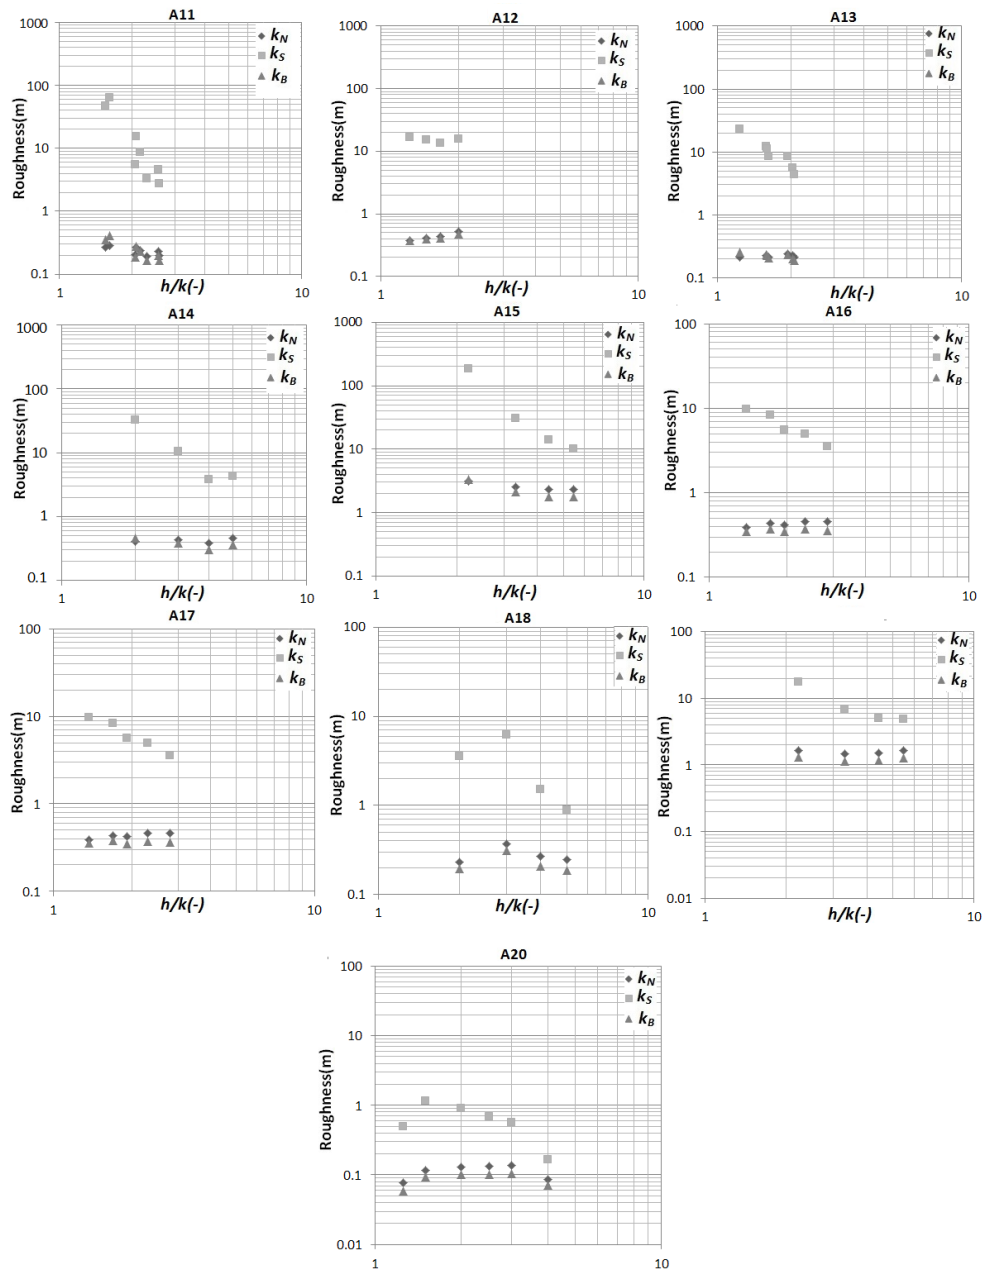 A11
1000
100
10
1
0.1
Roughness(m)
kN
kS
kB
1
h/k(-)
10
A12
1000
100
10
1
0.1
Roughness(m)
kN
kS
kB
1
h/k(-)
10
A13
1000
100
10
1
0.1
Roughness(m)
kN
kS
kB
1
h/k(-)
10
A14
1000
100
10
1
0.1
Roughness(m)
kN
kS
kB
1
h/k(-)
10
A15
1000
100
10
1
0.1
Roughness(m)
kN
kS
kB
1
h/k(-)
10
A16
100
10
1
0.1
Roughness(m)
kN
kS
kB
1
h/k(-)
10
A17
100
10
1
0.1
Roughness(m)
kN
kS
kB
1
h/k(-)
10
A18
100
10
1
0.1
Roughness(m)
kN
kS
kB
1
h/k(-)
10
100
10
1
0.1
0.01
Roughness(m)
kN
kS
kB
1
h/k(-)
10
A20
100
10
1
0.1
0.01
Roughness(m)
kN
kS
kB
1
10